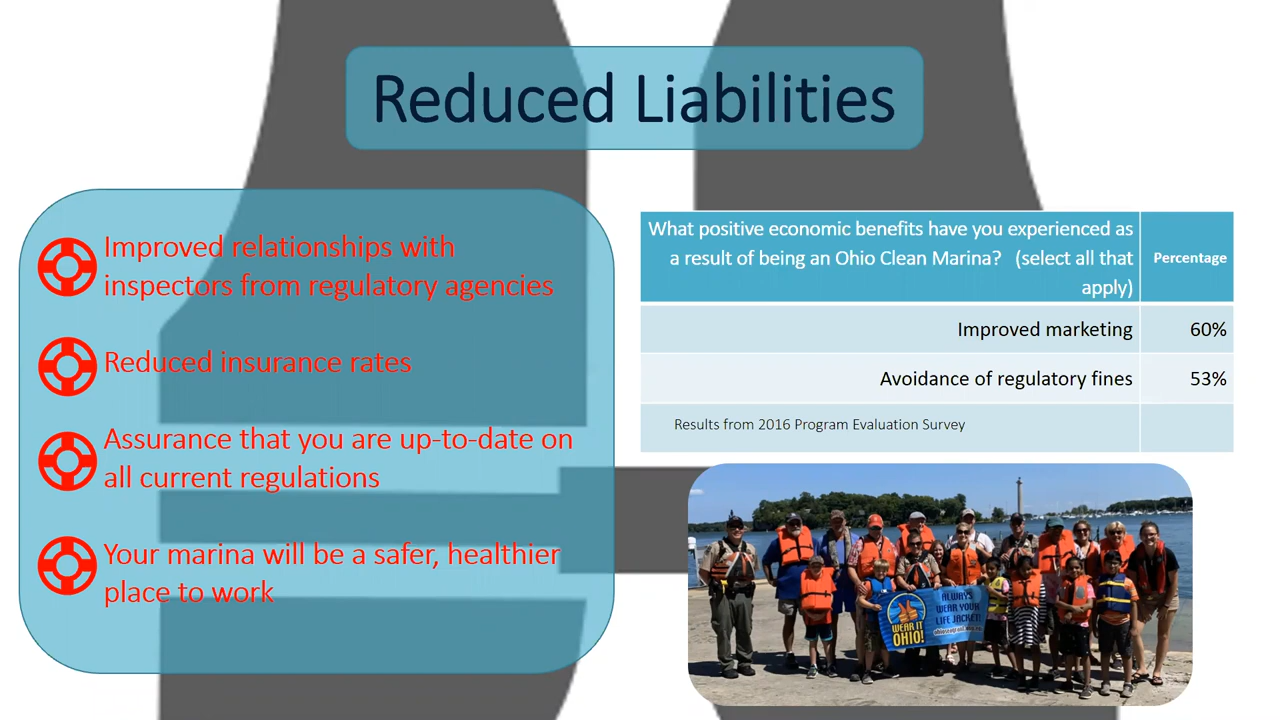 Reduced Liabilities
Improved relationships with
inspectors from regulatory agencies
Reduced insurance rates
Assurance that you are up-to-date on
all current regulations
Your marina will be a safer, healthier
place to work
What positive economic benefits have you experienced as
a result of being an Ohio Clean Marina? (select all that
apply)
Percentage
Improved marketing 60%
Avoidance of regulatory fines 53%
Results from 2016 Program Evaluation Survey
WEAR IT
OHIO!
ALWAYS
WEAR YOUR
LIFE JACKET!